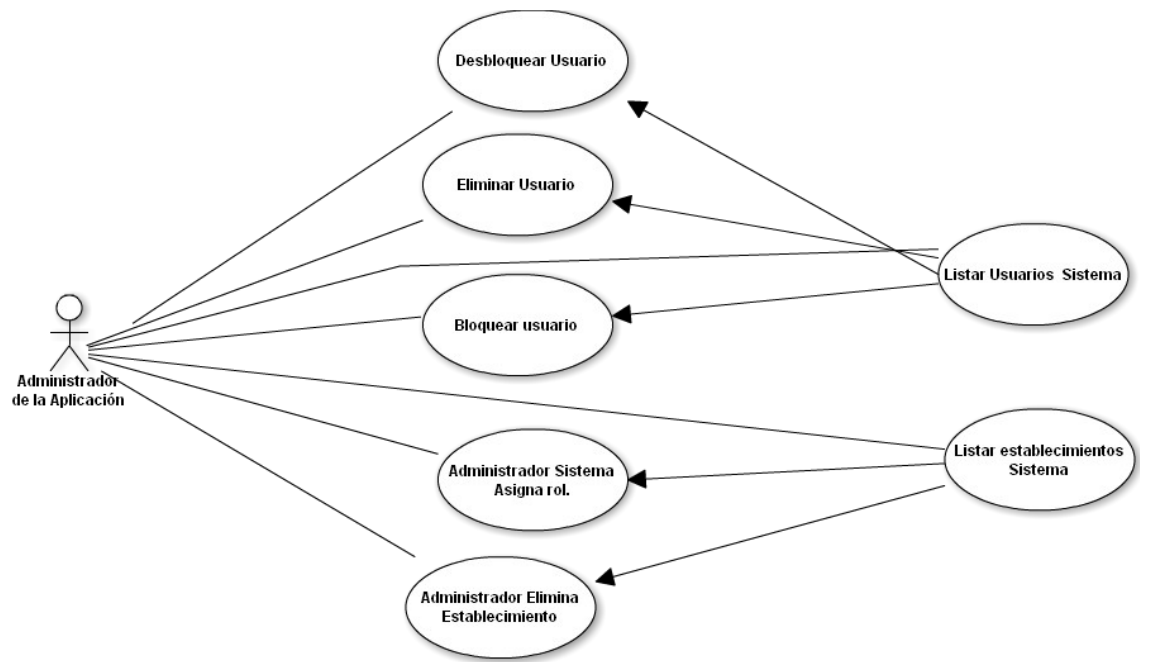 Desbloquear Usuario
Eliminar Usuario
Listar Usuarios Sistema
Bloquear usuario
Administrador
de la Aplicación
Listar establecimientos
Sistema
Administrador Sistema
Asigna rol.
Administrador Elimina
Establecimiento